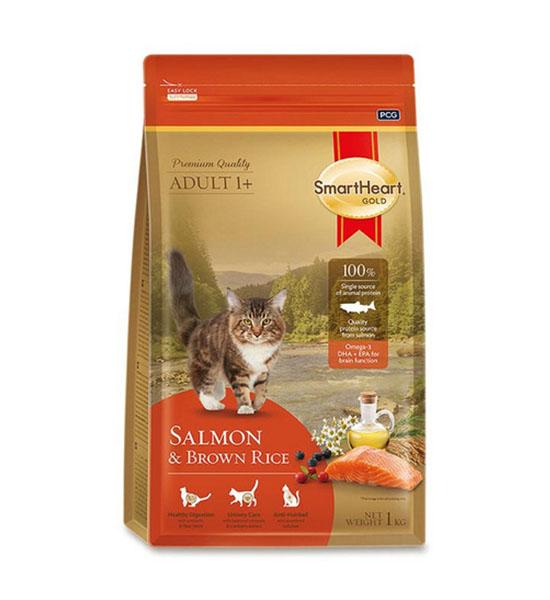 EASY LOCK
PCG
Premium Quality
ADULT 1+
SmartHeart
GOLD
100%
Single source
of animal protein
Quality
protein source
from salmon
Omega-3
DHA + EPA for
brain function
SALMON
& BROWN RICE
Healthy Digestion
Urinary Care
Anti-Hairball
NET
WEIGHT 1 KG